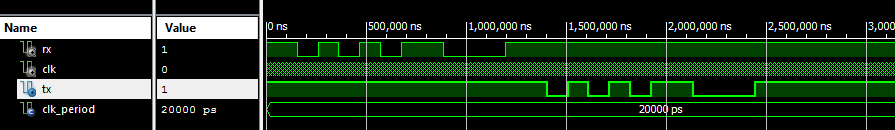 Name Value 0 ns 500,000 ns 1,000,000 ns 1,500,000 ns 2,000,000 ns 2,500,000 ns 3,000
rx 1
clk 0
tx 1
clk_period 20000 ps 20000 ps